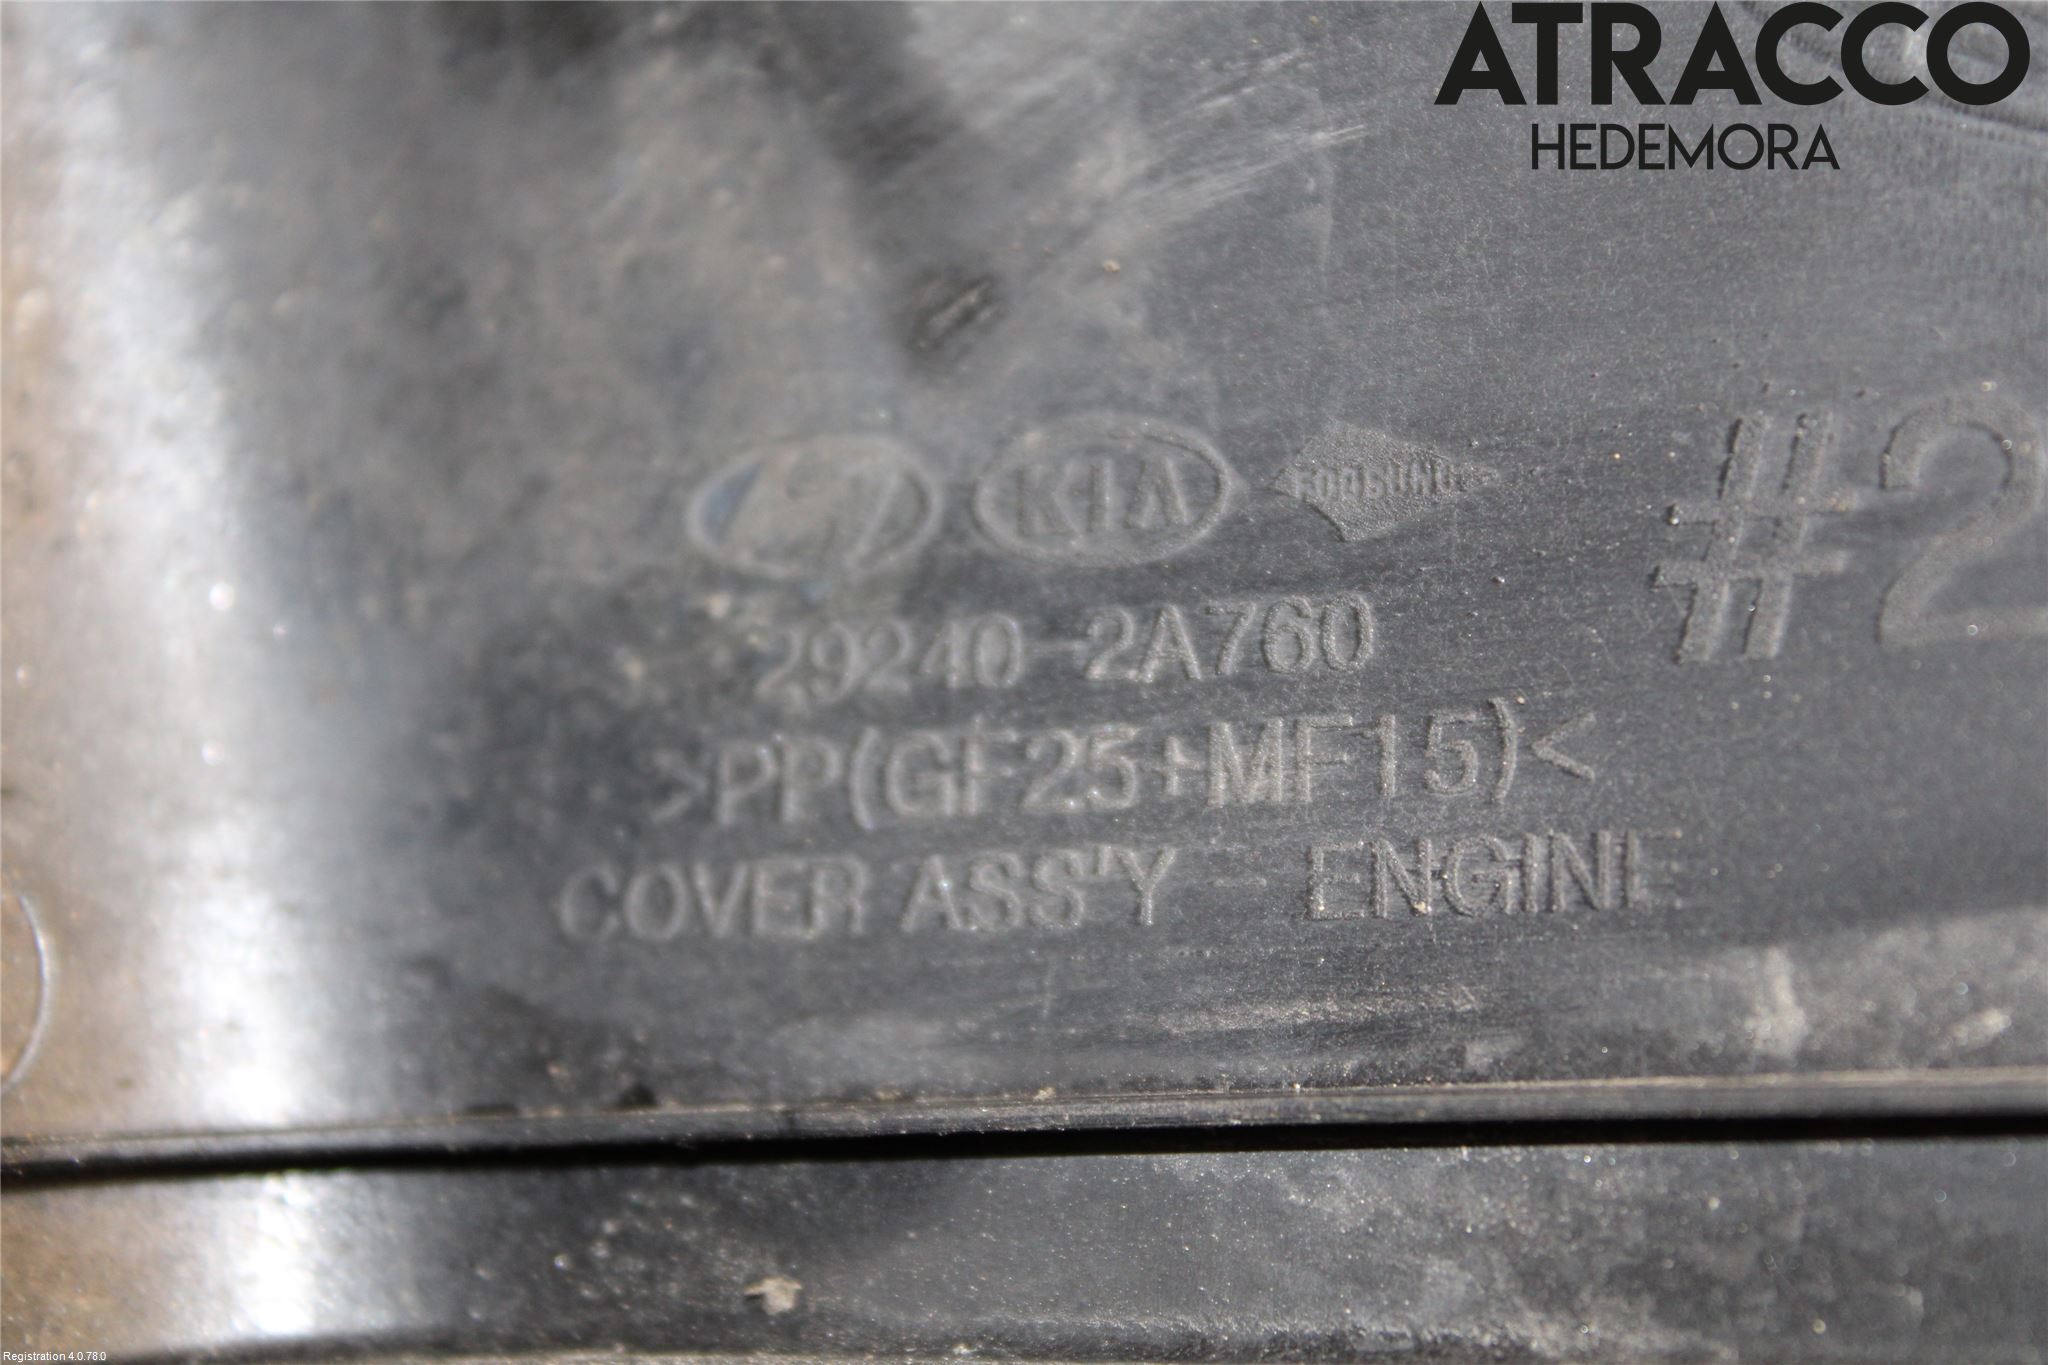 ATRACCO
HEDEMORA
KIA
#2
29240-2A760
>PP(GF25+MF15)<
COVER ASS'Y - ENGINE
Registration 4.0.78.0